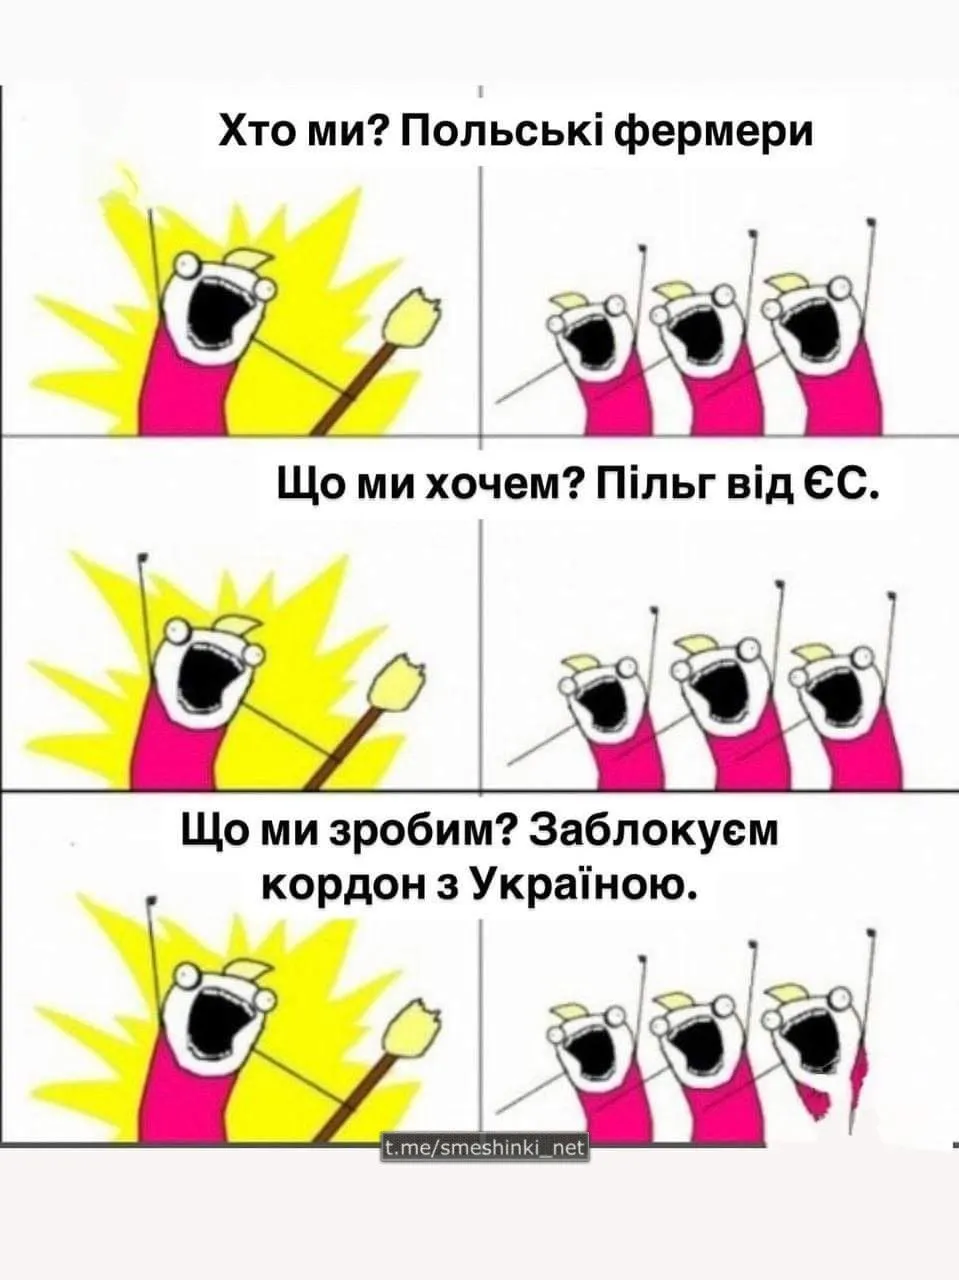 Хто ми? Польські фермери
Що ми хочем? Пільг від ЄС.
Що ми зробим? Заблокуєм
кордон з Україною.
t.me/smeshinki_net